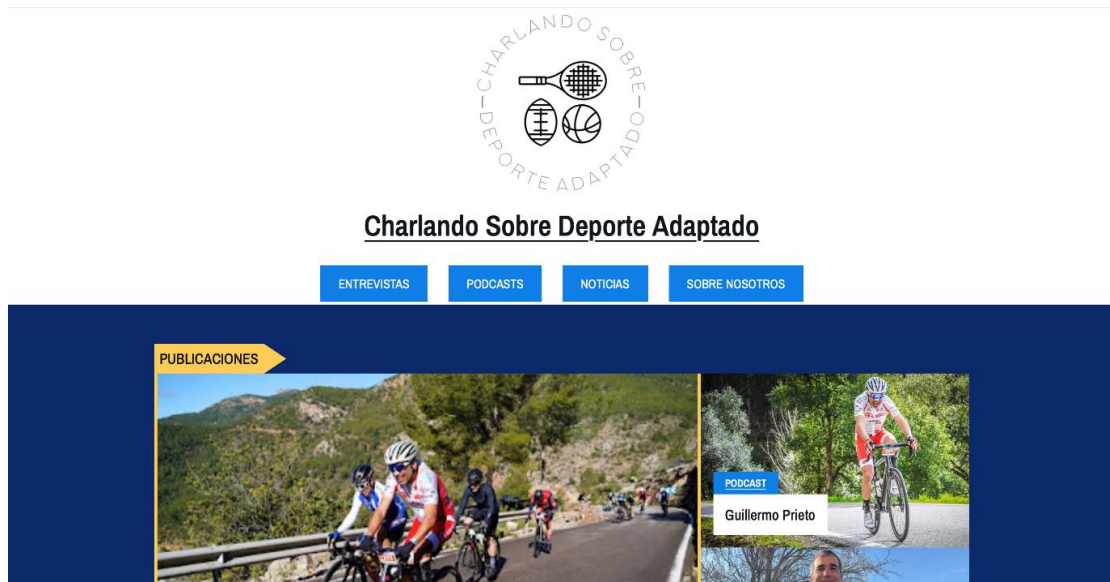 CHARLANDO SOBRE
DEPORTE ADAPTADO
Charlando Sobre Deporte Adaptado
ENTREVISTAS
PODCASTS
NOTICIAS
SOBRE NOSOTROS
PUBLICACIONES
PODCAST
Guillermo Prieto